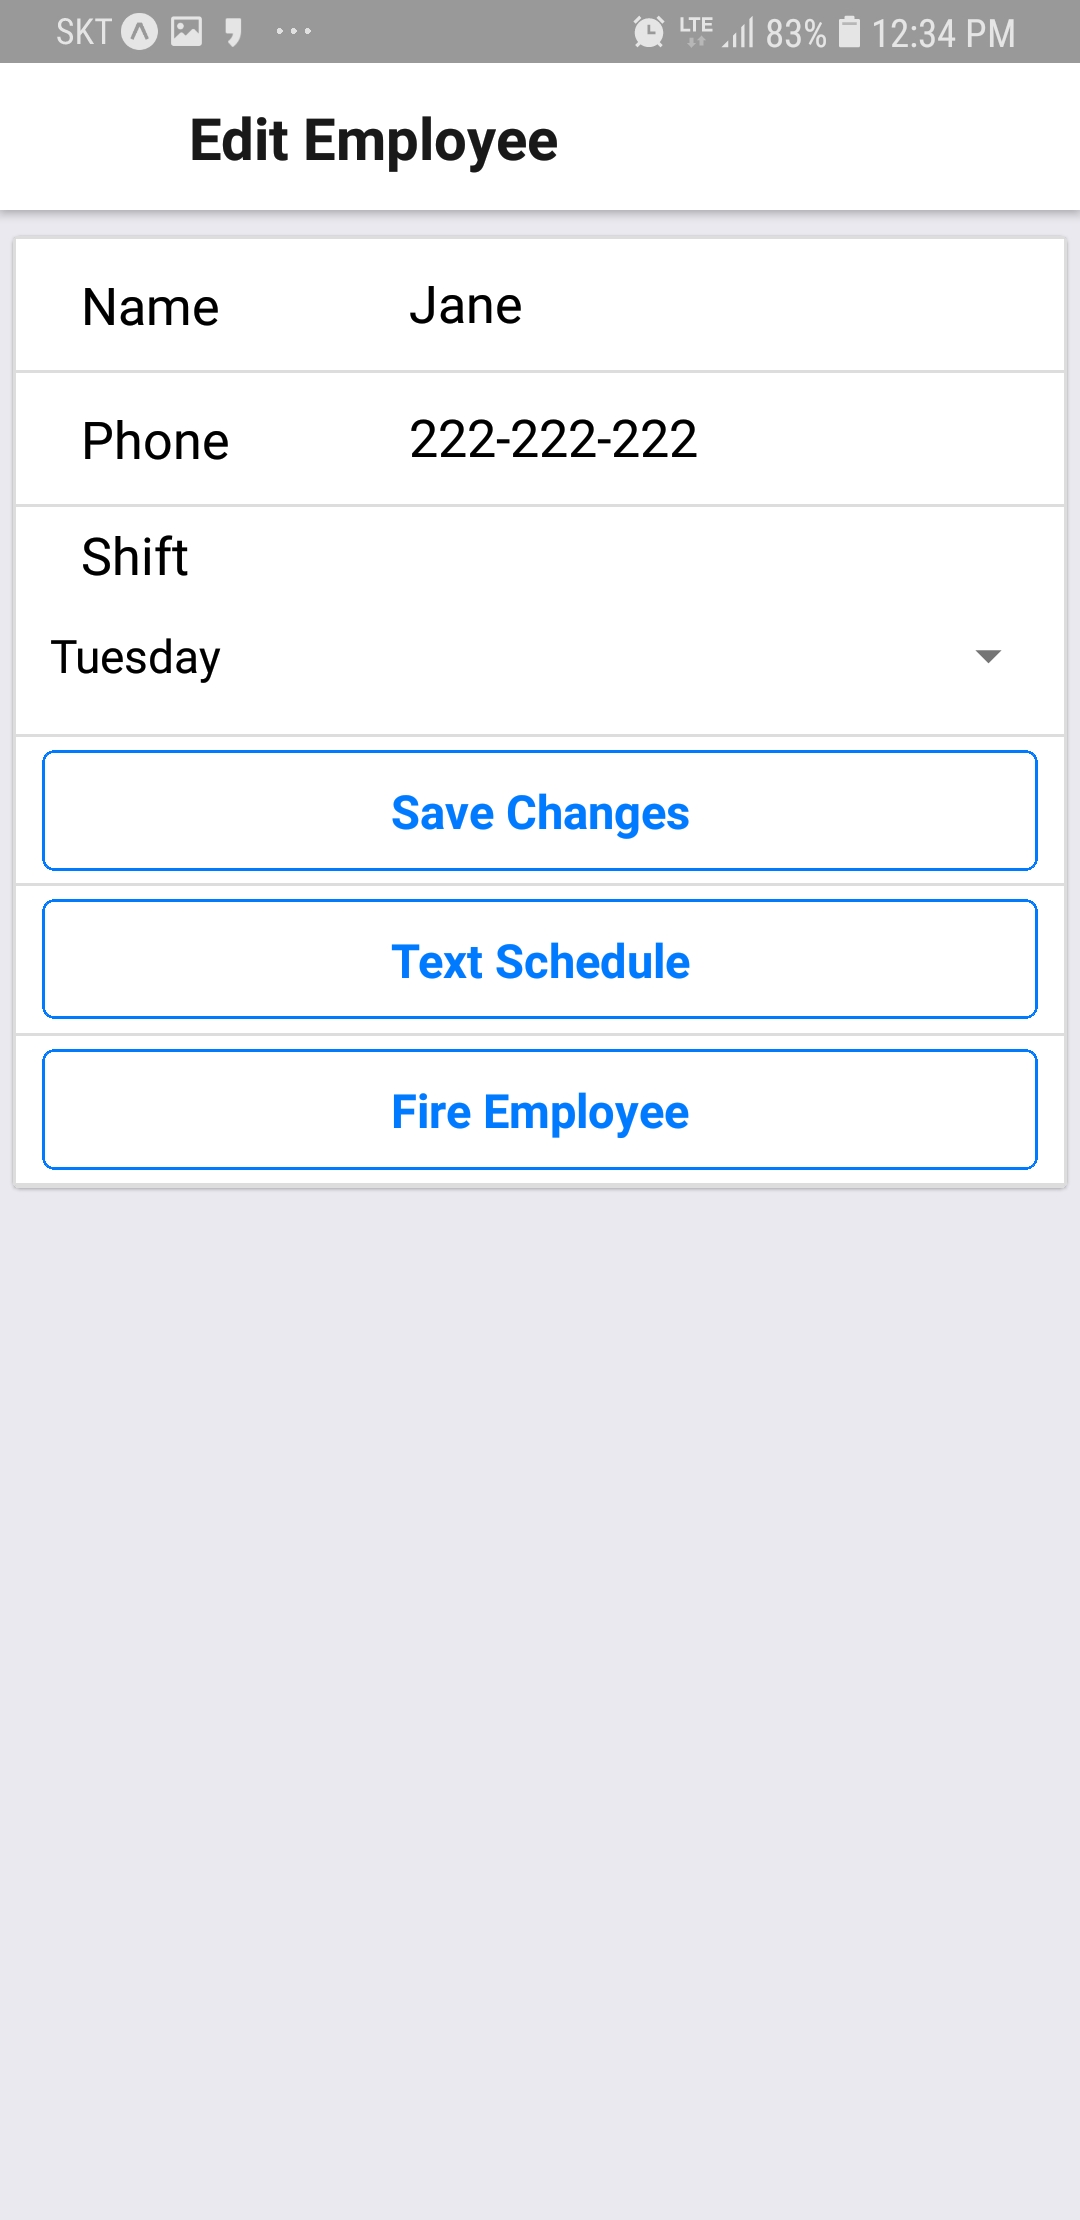 SKT LTE 83% 12:34 PM
Edit Employee
Name Jane
Phone 222-222-222
Shift
Tuesday
Save Changes
Text Schedule
Fire Employee